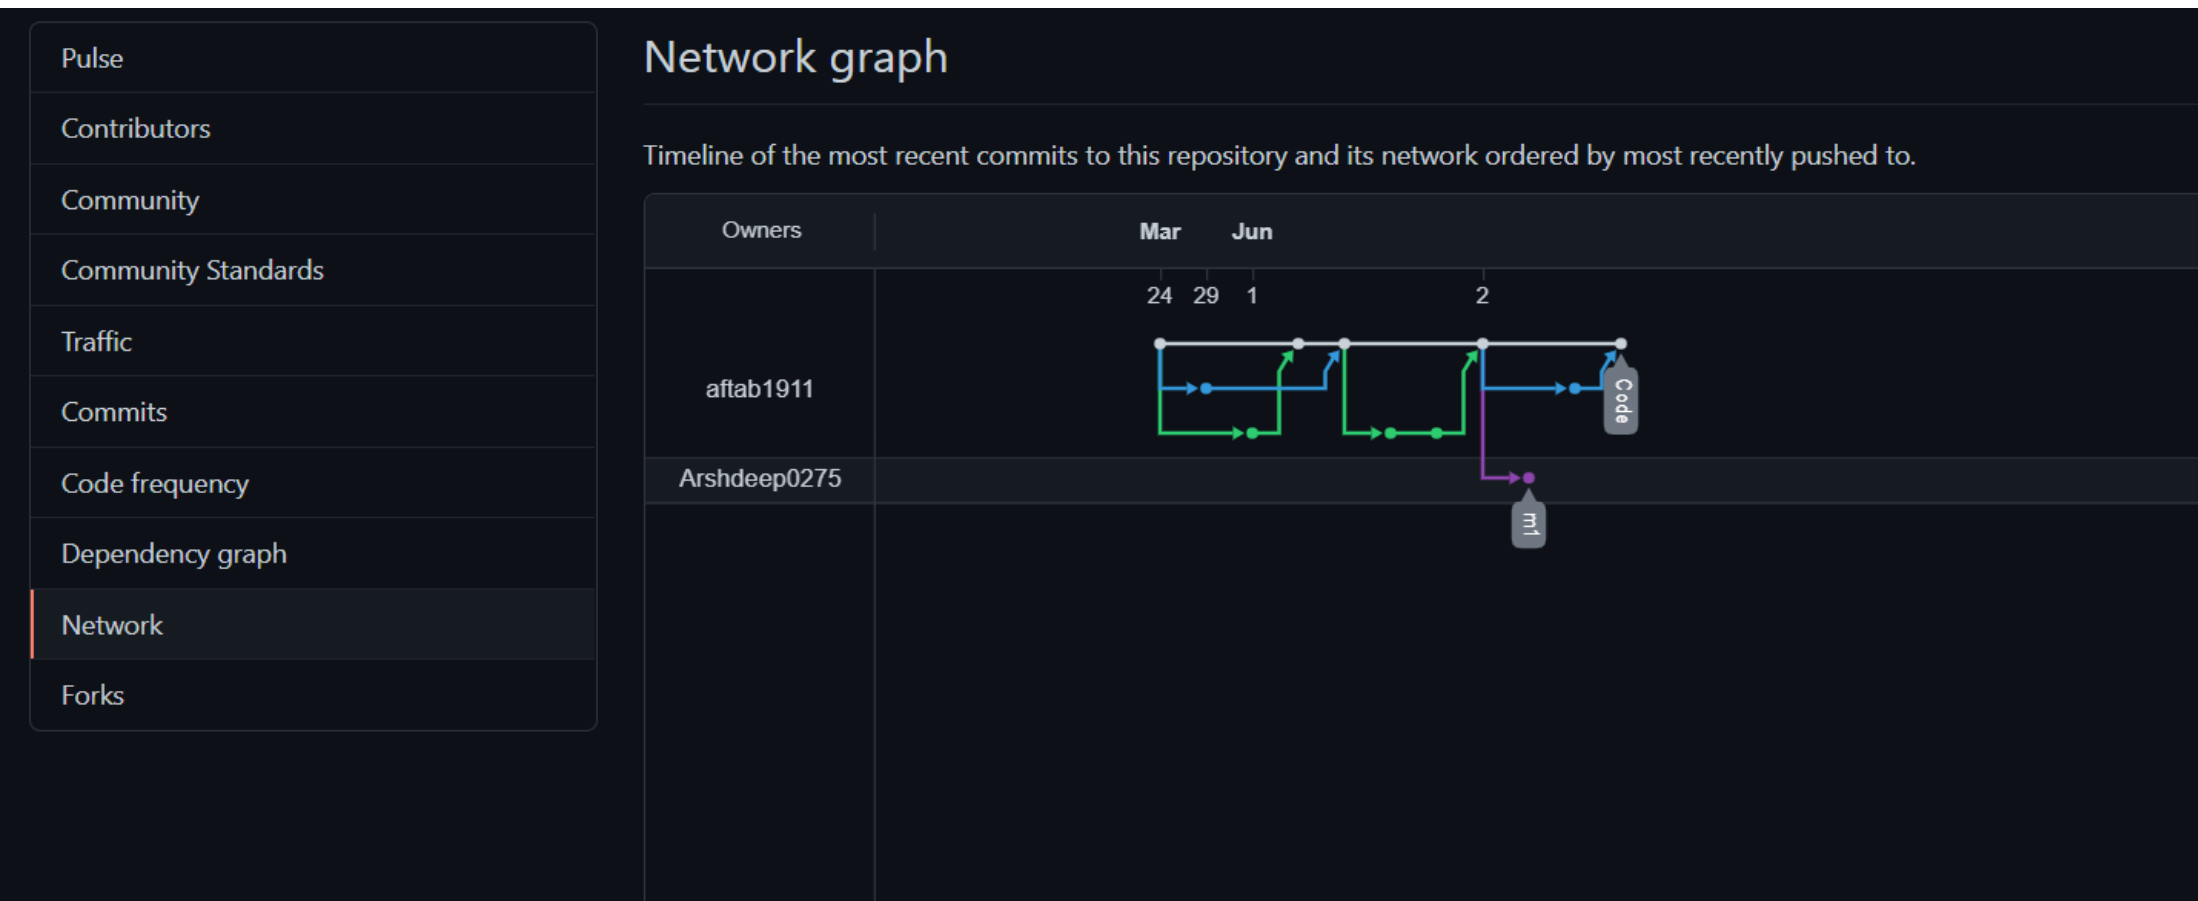 Pulse
Contributors
Community
Community Standards
Traffic
Commits
Code frequency
Dependency graph
Network
Forks
Network graph
Timeline of the most recent commits to this repository and its network ordered by most recently pushed to.
Owners
Mar Jun
24 29 1 2
aftab1911
Code
Arshdeep0275
m1